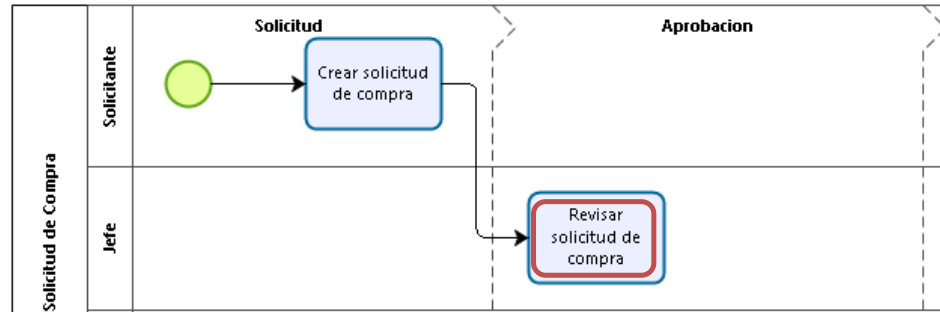 Solicitud
Aprobacion
Solicitud de Compra
Solicitante
Crear solicitud
de compra
Jefe
Revisar
solicitud de
compra